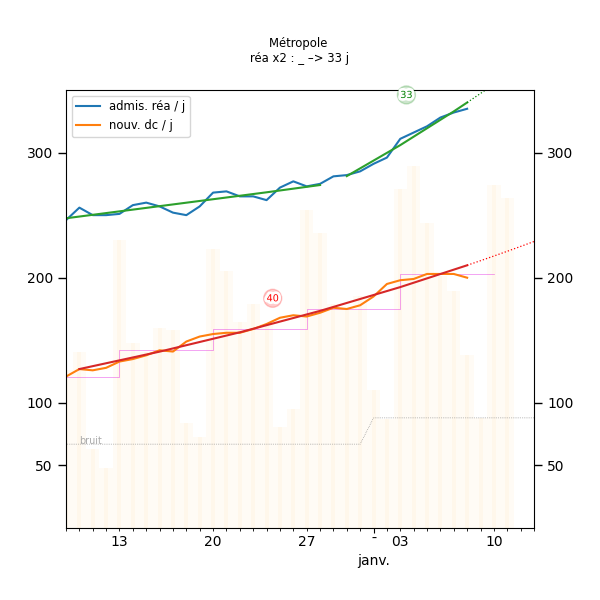 Métropole
réa x2 : _ –> 33 j
admis. réa / j
nouv. dc / j
33
300
300
200
200
40
100
100
bruit
50
50
13
20
27
-
03
10
janv.